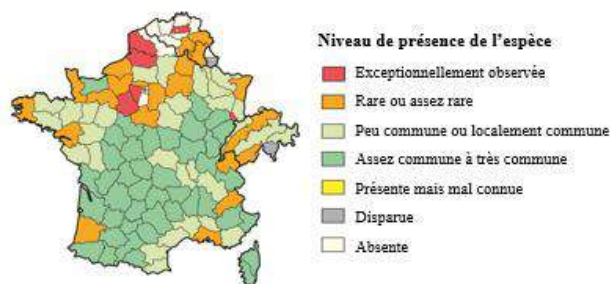 Niveau de présence de l’espèce
Exceptionnellement observée
Rare ou assez rare
Peu commune ou localement commune
Assez commune à très commune
Présente mais mal connue
Disparue
Absente